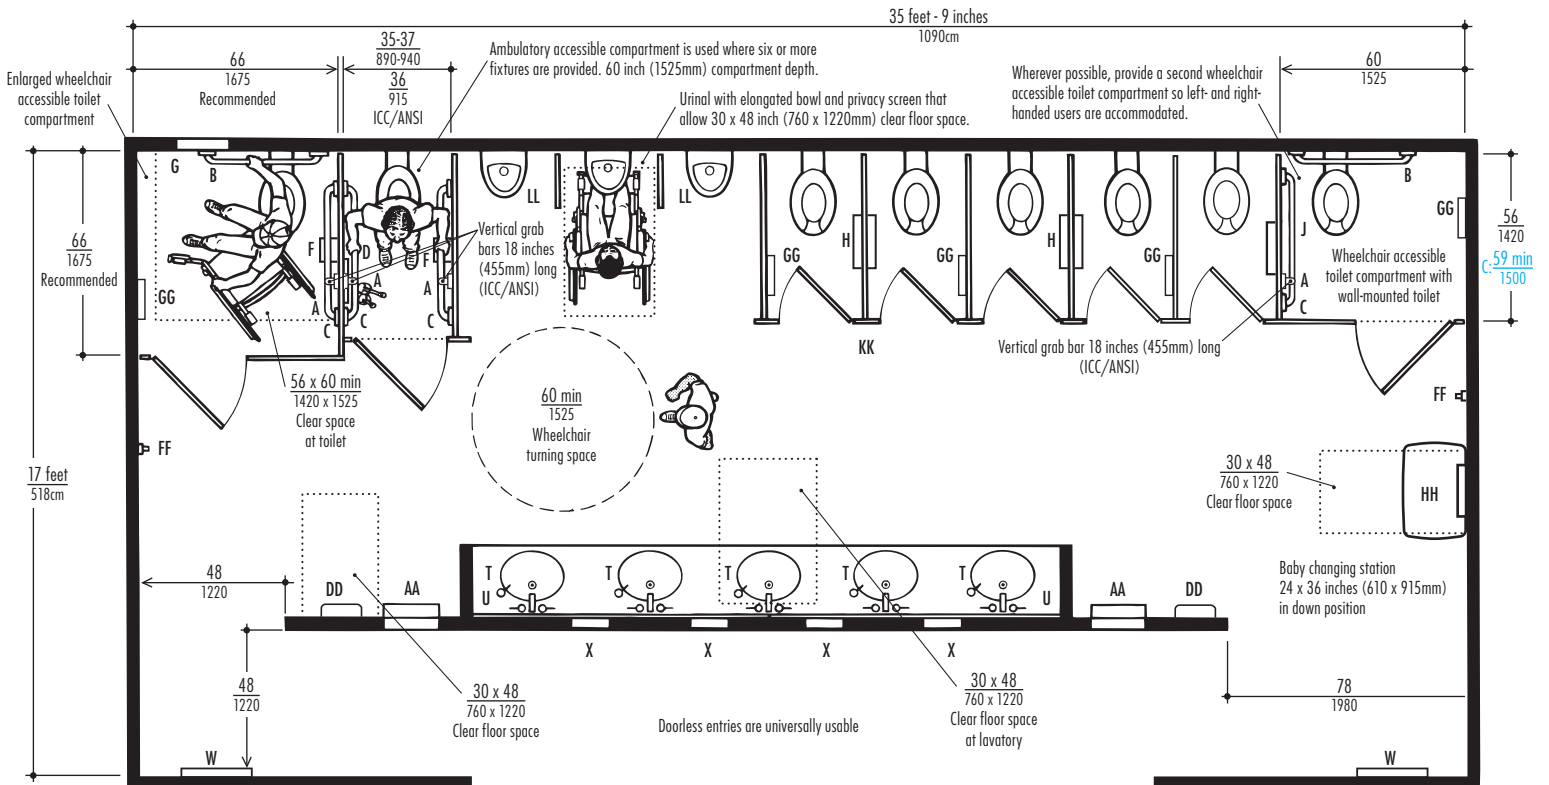 35 feet - 9 inches
1090cm
66
1675
Recommended
35-37
890-940
36
915
ICC/ANSI
Ambulatory accessible compartment is used where six or more
fixtures are provided. 60 inch (1525mm) compartment depth.
Enlarged wheelchair
accessible toilet
compartment
Urinal with elongated bowl and privacy screen that
allow 30 x 48 inch (760 x 1220mm) clear floor space.
Wherever possible, provide a second wheelchair
accessible toilet compartment so left- and right-
handed users are accommodated.
60
1525
G
B
LL
LL
B
GG
66
1675
Recommended
F
D
F
A
A
A
C
C
C
GG
Vertical grab
bars 18 inches
(455mm) long
(ICC/ANSI)
GG
H
GG
H
GG
J
A
C
Wheelchair accessible
toilet compartment with
wall-mounted toilet
56
1420
C: 59 min
1500
KK
Vertical grab bar 18 inches (455mm) long
(ICC/ANSI)
56 x 60 min
1420 x 1525
Clear space
at toilet
60 min
1525
Wheelchair
turning space
FF
FF
17 feet
518cm
30 x 48
760 x 1220
Clear floor space
HH
Baby changing station
24 x 36 inches (610 x 915mm)
in down position
48
1220
DD
AA
T
T
T
T
T
U
U
AA
DD
X
X
X
X
48
1220
30 x 48
760 x 1220
Clear floor space
Doorless entries are universally usable
30 x 48
760 x 1220
Clear floor space
at lavatory
78
1980
W
W